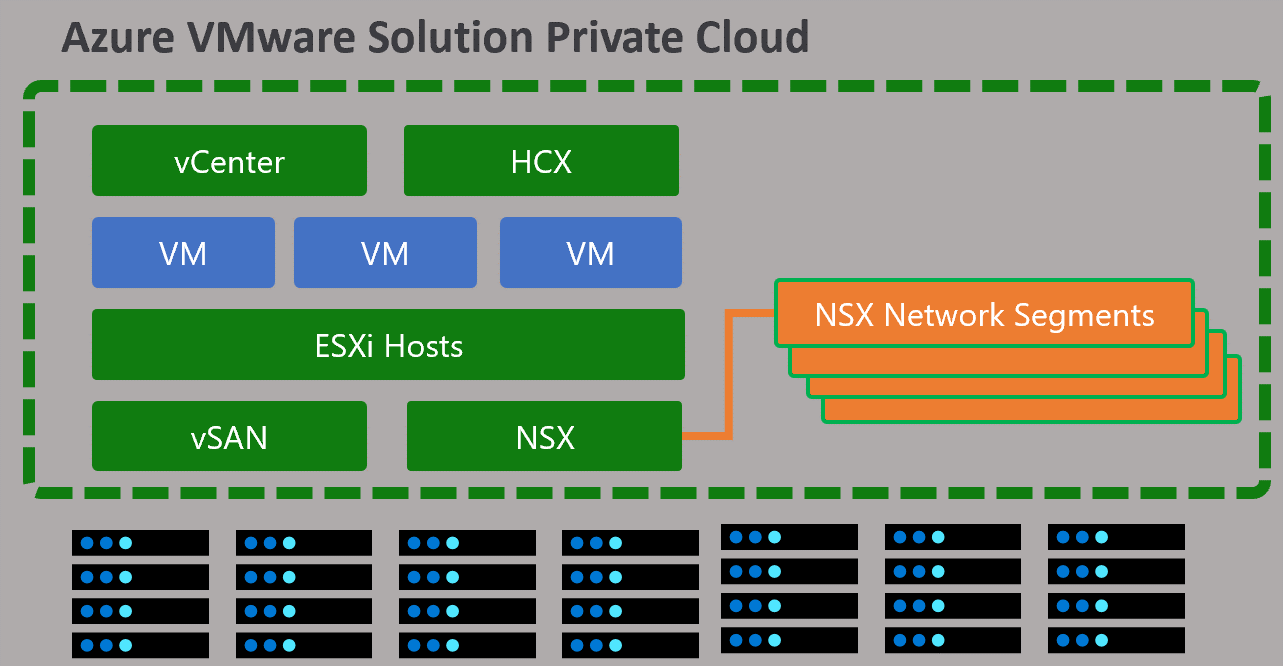 Azure VMware Solution Private Cloud
vCenter
HCX
VM
VM
VM
NSX Network Segments
ESXi Hosts
vSAN
NSX